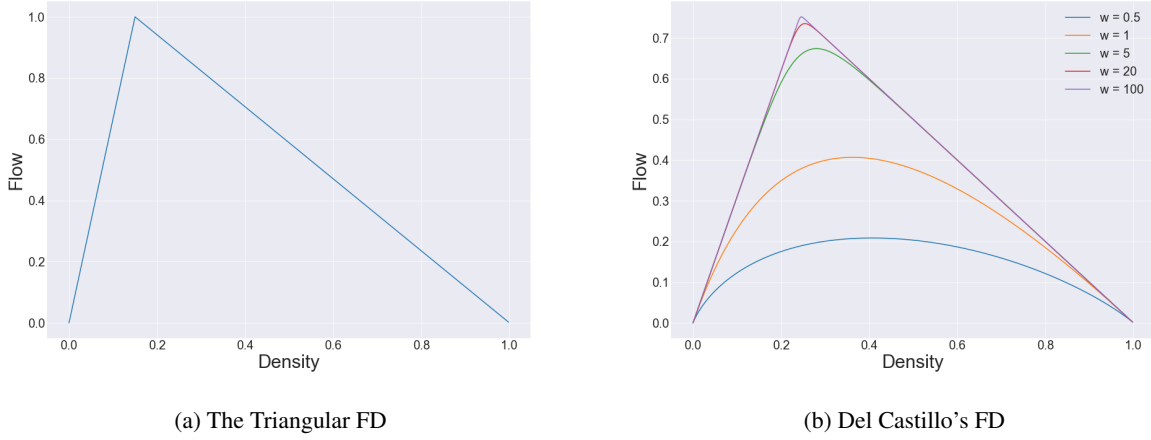 1.0
0.8
0.6
0.4
0.2
0.0
Flow
0.0 0.2 0.4 0.6 0.8 1.0
Density
(a) The Triangular FD
0.7
0.6
0.5
0.4
0.3
0.2
0.1
0.0
Flow
w = 0.5
w = 1
w = 5
w = 20
w = 100
0.0 0.2 0.4 0.6 0.8 1.0
Density
(b) Del Castillo's FD